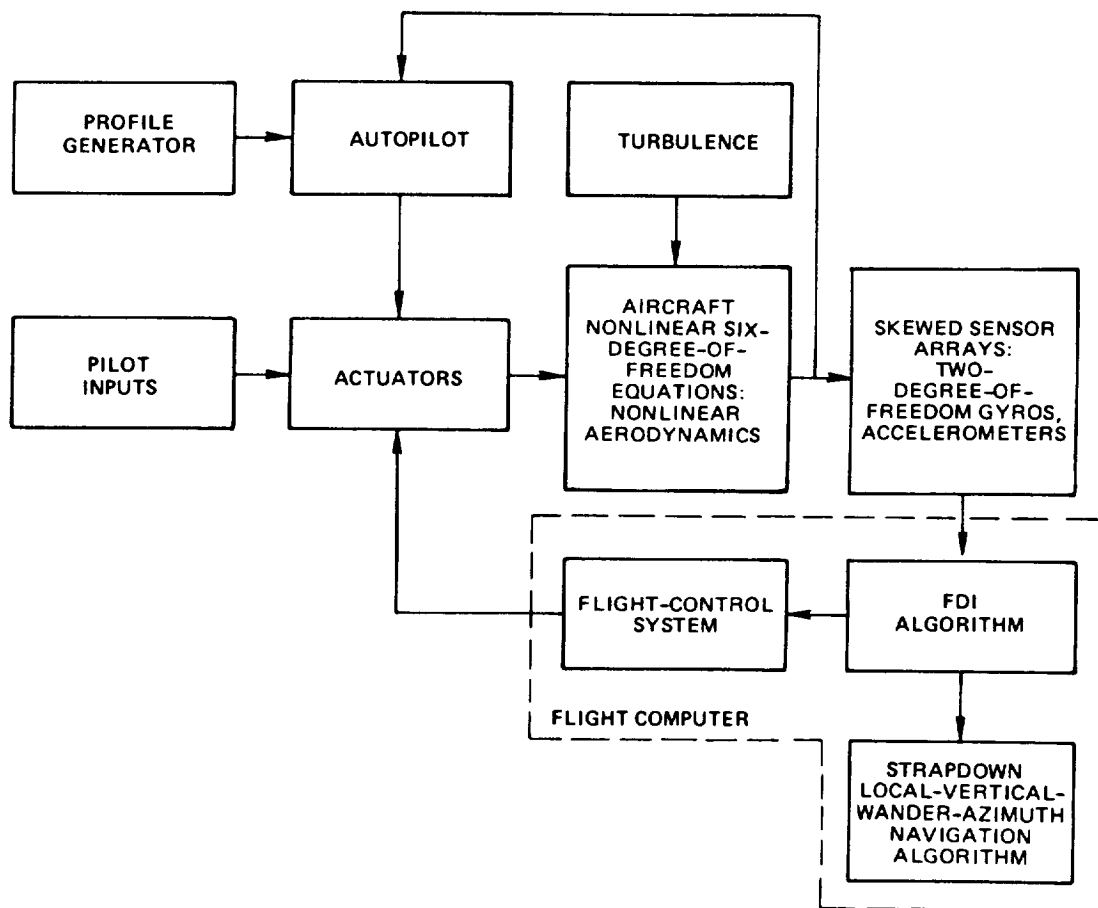 PROFILE
GENERATOR
AUTOPILOT
TURBULENCE
PILOT
INPUTS
ACTUATORS
AIRCRAFT
NONLINEAR SIX-
DEGREE-OF-
FREEDOM
EQUATIONS:
NONLINEAR
AERODYNAMICS
SKEWED SENSOR
ARRAYS:
TWO-
DEGREE-OF-
FREEDOM GYROS,
ACCELEROMETERS
FLIGHT-CONTROL
SYSTEM
FDI
ALGORITHM
FLIGHT COMPUTER
STRAPDOWN
LOCAL-VERTICAL-
WANDER-AZIMUTH
NAVIGATION
ALGORITHM